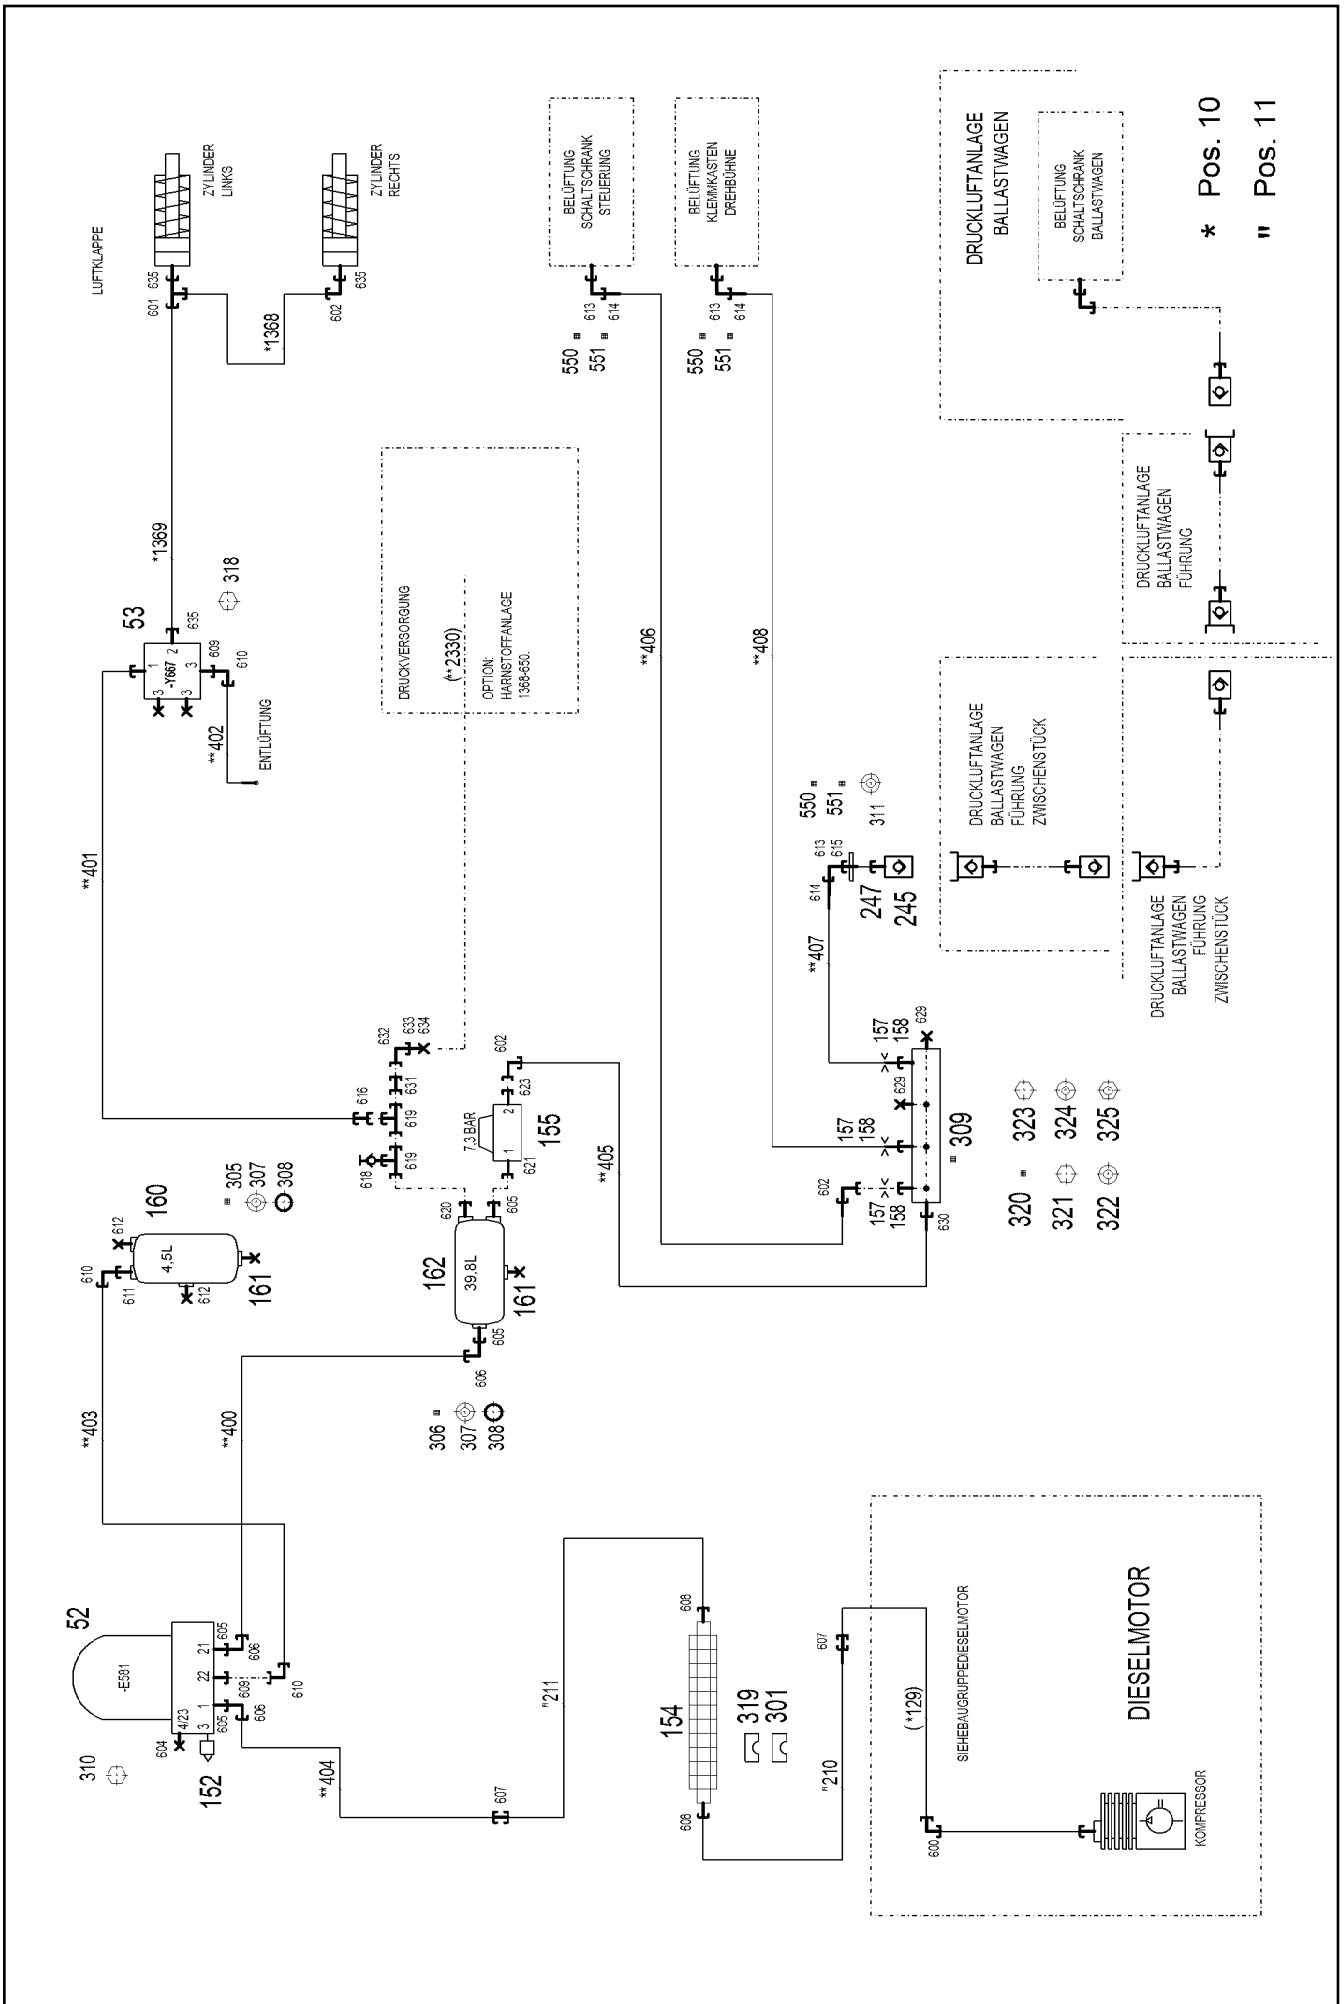 LUFTKLAPPE
ZYLINDER
LINKS
ZYLINDER
RECHTS
601
635
602
635
*1368
*1369
53
-Y667
1
2
3
3
3
635
609
610
318
**402
ENTLÜFTUNG
**401
BELÜFTUNG
SCHALTSCHRANK
STEUERUNG
613
614
550
551
BELÜFTUNG
KLEMMKASTEN
DREHBÜHNE
613
614
550
551
DRUCKLUFTANLAGE
BALLASTWAGEN
BELÜFTUNG
SCHALTSCHRANK
BALLASTWAGEN
* Pos. 10
" Pos. 11
DRUCKVERSORGUNG
(**2330)
OPTION:
HARNSTOFFANLAGE
1368-650.
**406
**408
DRUCKLUFTANLAGE
BALLASTWAGEN
FÜHRUNG
DRUCKLUFTANLAGE
BALLASTWAGEN
FÜHRUNG
ZWISCHENSTÜCK
DRUCKLUFTANLAGE
BALLASTWAGEN
FÜHRUNG
ZWISCHENSTÜCK
550
551
311
613
615
614
247
245
**407
616
618
619
619
631
632
633
634
602
623
7,3 BAR
1
2
155
621
**405
620
605
162
39,8L
161
605
606
306
307
308
160
4,5L
612
612
610
611
161
305
307
308
602
157
158
157
158
157
158
629
629
630
309
320
323
321
324
322
325
**403
**400
52
-E581
310
604
4/23
3
1
22
21
605
606
609
610
605
606
152
**404
607
"211
154
608
608
319
301
"210
607
SIEHEBAUGRUPPEDIESELMOTOR
(*129)
DIESELMOTOR
600
KOMPRESSOR